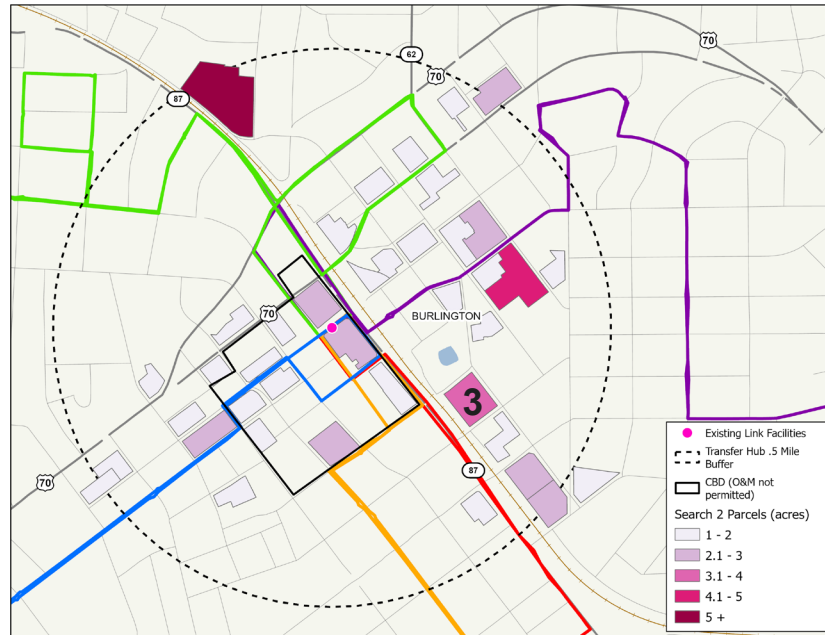 62
70
70
87
70
BURLINGTON
3
87
70
Existing Link Facilities
Transfer Hub .5 Mile
Buffer
CBD (O&M not
permitted)
Search 2 Parcels (acres)
1 - 2
2.1 - 3
3.1 - 4
4.1 - 5
5 +